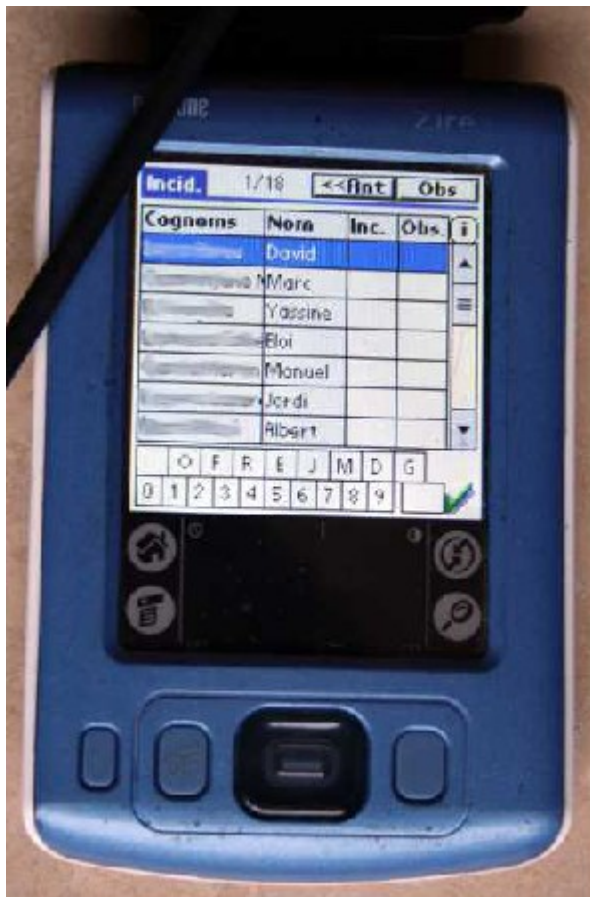 Zire
Incid. 1/18 <<Ant Obs
Cognoms Nom Inc. Obs. i
David
Marc
Yassine
Eloi
Manuel
Jordi
Albert
O F R E J M D G
0 1 2 3 4 5 6 7 8 9